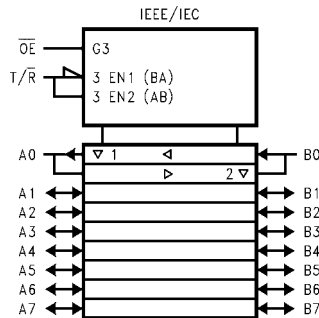 IEEE/IEC
O̅E̅ G3
T/R̅ 3 EN1 (BA)
3 EN2 (AB)
A0 ▽ 1 ◁ B0
▷ 2 ▽
A1 B1
A2 B2
A3 B3
A4 B4
A5 B5
A6 B6
A7 B7